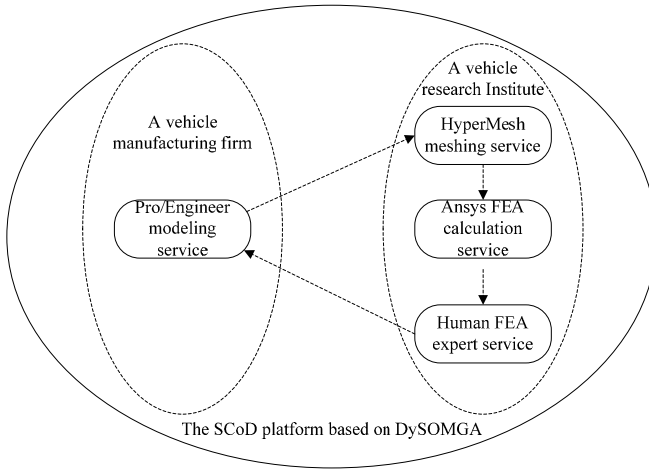 A vehicle
manufacturing firm
Pro/Engineer
modeling
service
A vehicle
research Institute
HyperMesh
meshing service
Ansys FEA
calculation
service
Human FEA
expert service
The SCoD platform based on DySOMGA